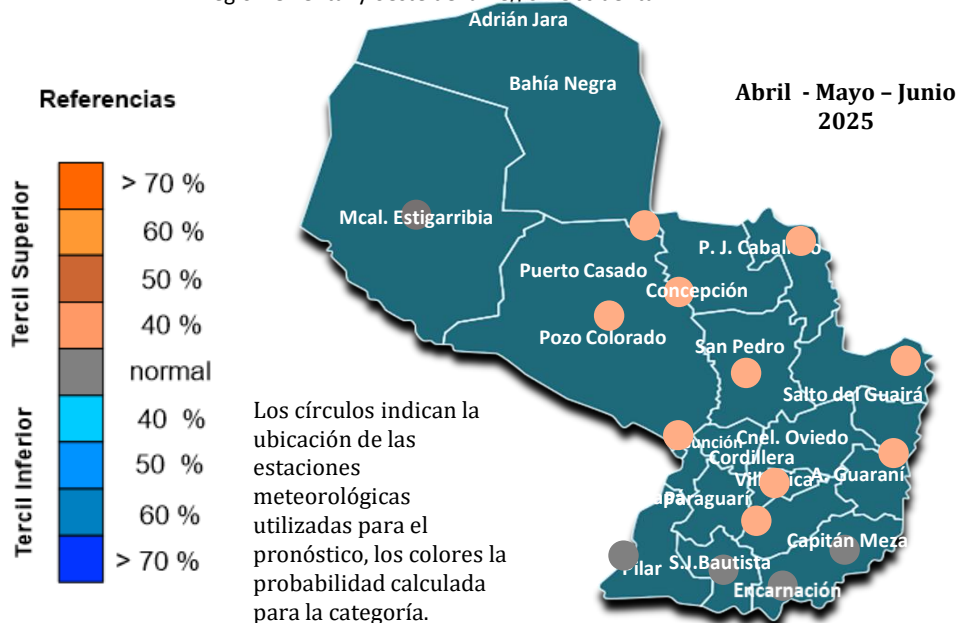 Adrián Jara
Bahía Negra
Abril - Mayo – Junio
2025
Referencias
Tercil Superior
> 70 %
60 %
50 %
40 %
normal
Tercil Inferior
40 %
50 %
60 %
> 70 %
Mcal. Estigarribia
P. J. Caballero
Puerto Casado
Concepción
Pozo Colorado
San Pedro
Salto del Guairá
Cnel. Oviedo
Cordillera
A. Guaraní
Paraguarí
Capitán Meza
S.J.Bautista
Pilar
Encarnación
Los círculos indican la
ubicación de las
estaciones
meteorológicas
utilizadas para el
pronóstico, los colores la
probabilidad calculada
para la categoría.